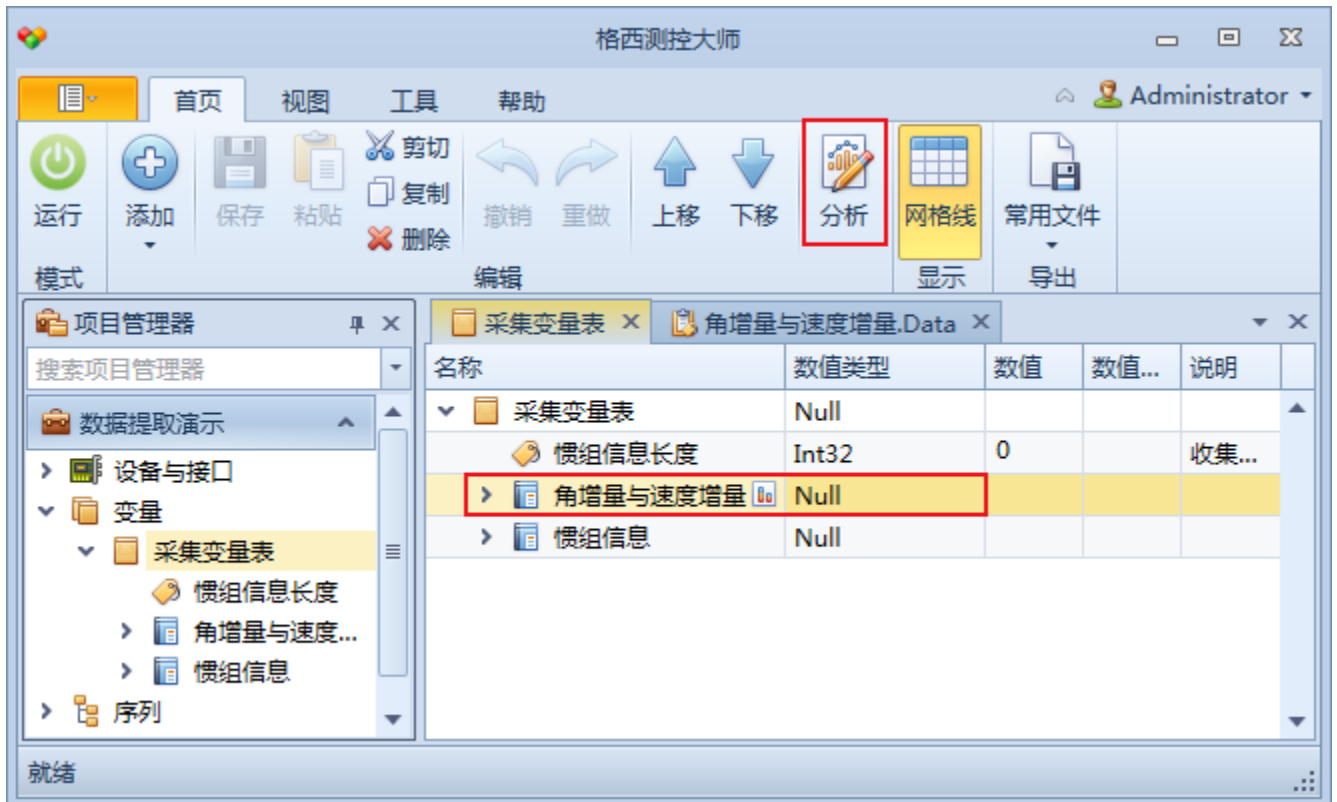 格西测控大师
首页 视图 工具 帮助 Administrator
运行 添加 保存 粘贴 剪切 复制 删除 撤销 重做 上移 下移 分析 网格线 常用文件
模式 编辑 显示 导出
项目管理器
搜索项目管理器
数据提取演示
设备与接口
变量
采集变量表
惯组信息长度
角增量与速度...
惯组信息
序列
采集变量表 角增量与速度增量.Data
名称 数值类型 数值 数值... 说明
采集变量表 Null
惯组信息长度 Int32 0 收集...
角增量与速度增量 Null
惯组信息 Null
就绪